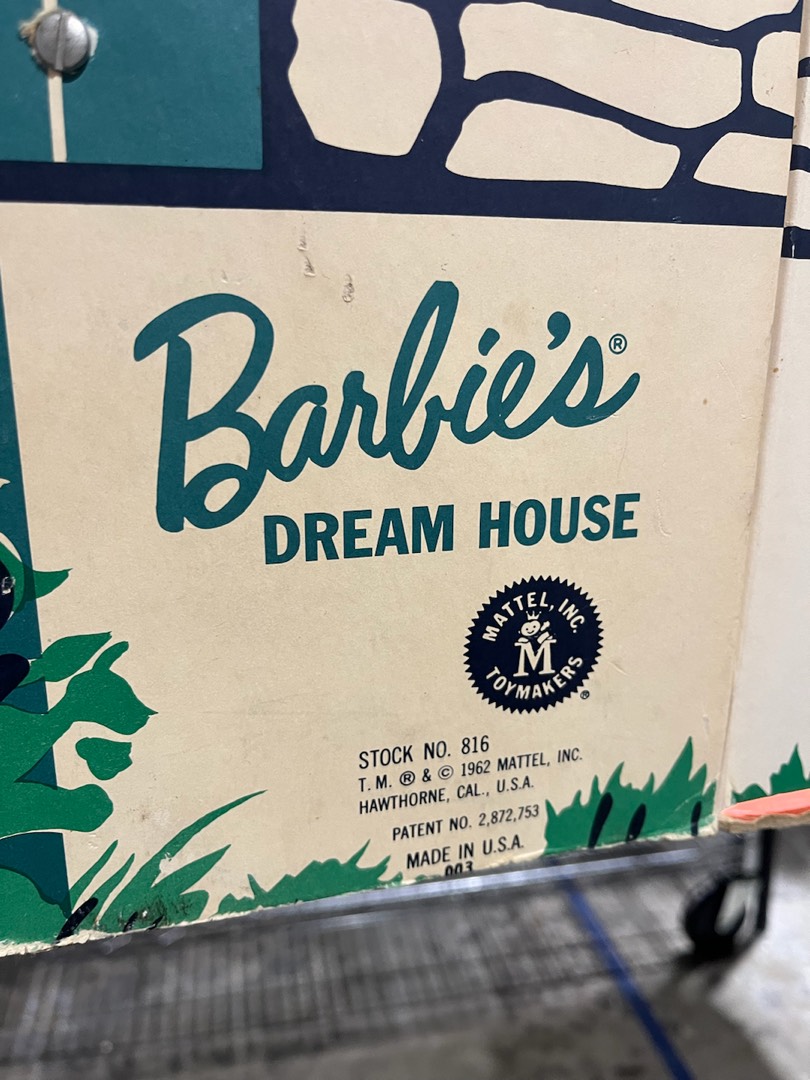 Barbie's®
DREAM HOUSE
MATTEL, INC.
M
TOYMAKERS
®
STOCK NO. 816
T. M. ® & © 1962 MATTEL, INC.
HAWTHORNE, CAL., U.S.A.
PATENT NO. 2,872,753
MADE IN U.S.A.
003